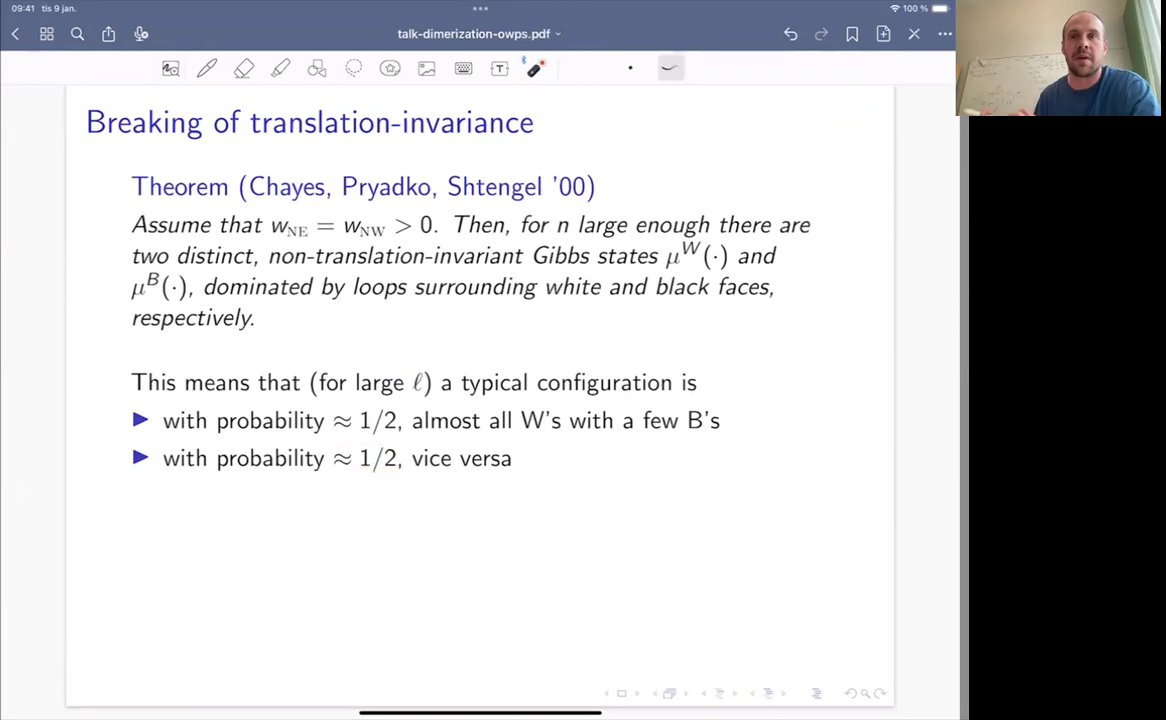 09:41 tis 9 jan.
100 %
talk-dimerization-owps.pdf
Breaking of translation-invariance
Theorem (Chayes, Pryadko, Shtengel '00)
Assume that w_NE = w_NW > 0. Then, for n large enough there are
two distinct, non-translation-invariant Gibbs states μ^W(·) and
μ^B(·), dominated by loops surrounding white and black faces,
respectively.
This means that (for large ℓ) a typical configuration is
▶ with probability ≈ 1/2, almost all W's with a few B's
▶ with probability ≈ 1/2, vice versa